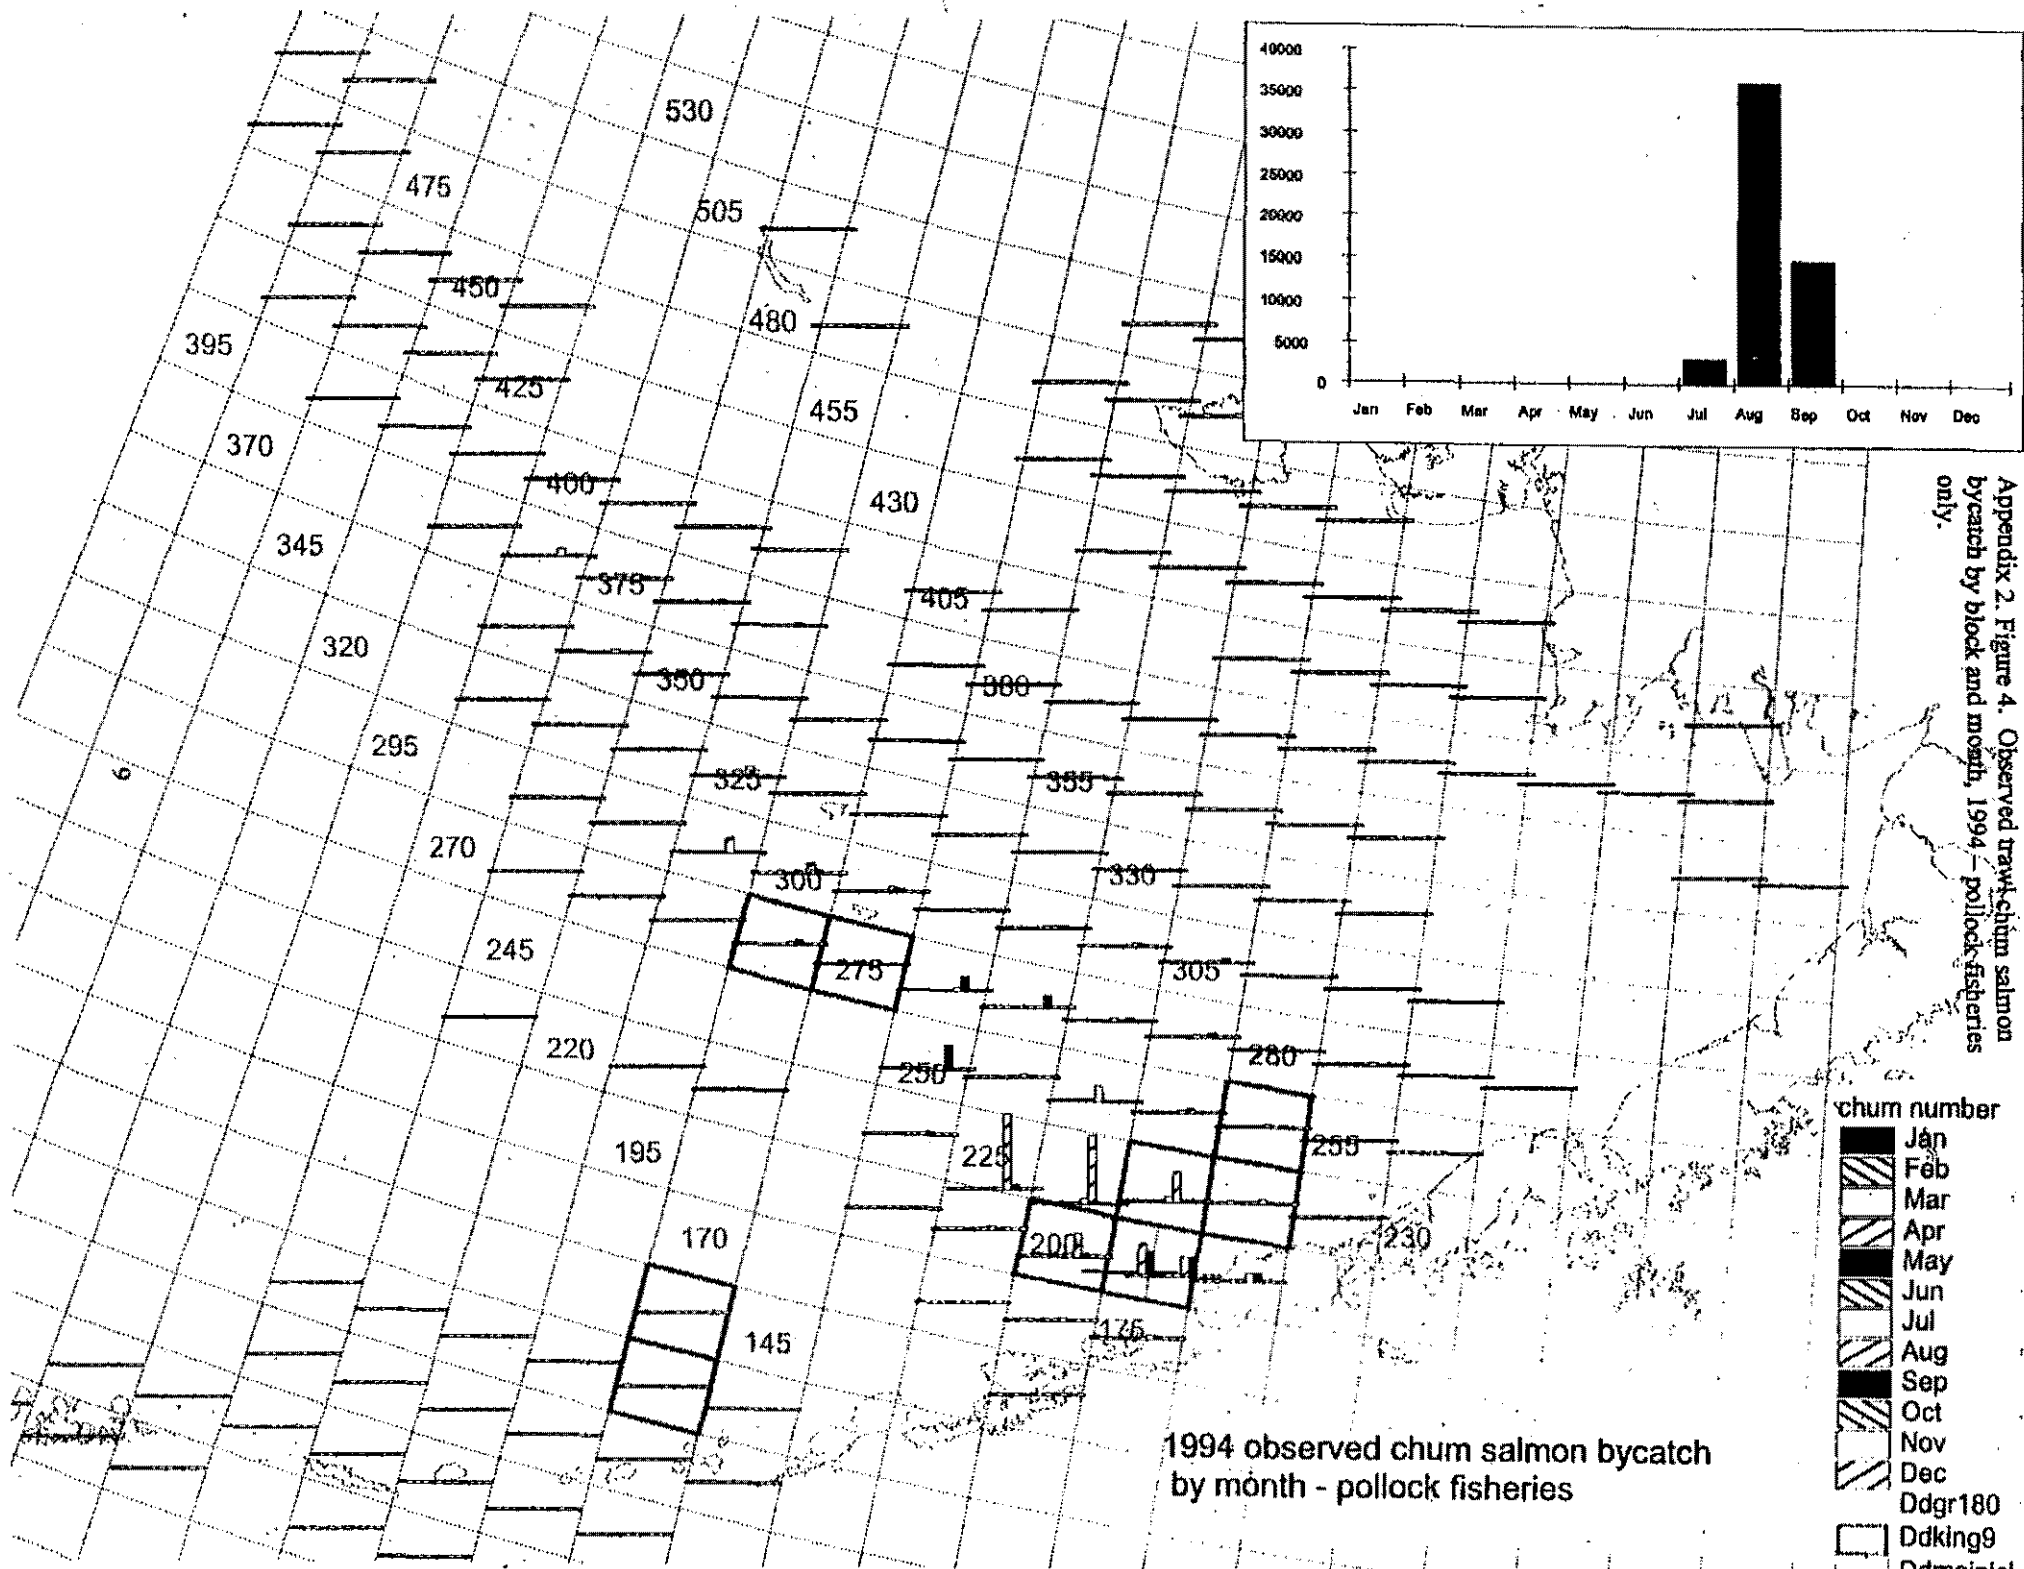 40000
35000
30000
25000
20000
15000
10000
5000
0
Jan Feb Mar Apr May Jun Jul Aug Sep Oct Nov Dec
530
475
505
450
480
395
425
455
370
400
430
345
375
405
320
350
380
295
325
355
270
300
330
245
275
305
220
250
280
195
225
255
170
200
230
145
175
9
Appendix 2. Figure 4. Observed trawl chum salmon
bycatch by block and month, 1994 - pollock fisheries
only.
chum number
Jan
Feb
Mar
Apr
May
Jun
Jul
Aug
Sep
Oct
Nov
Dec
Ddgr180
Ddking9
1994 observed chum salmon bycatch
by month - pollock fisheries